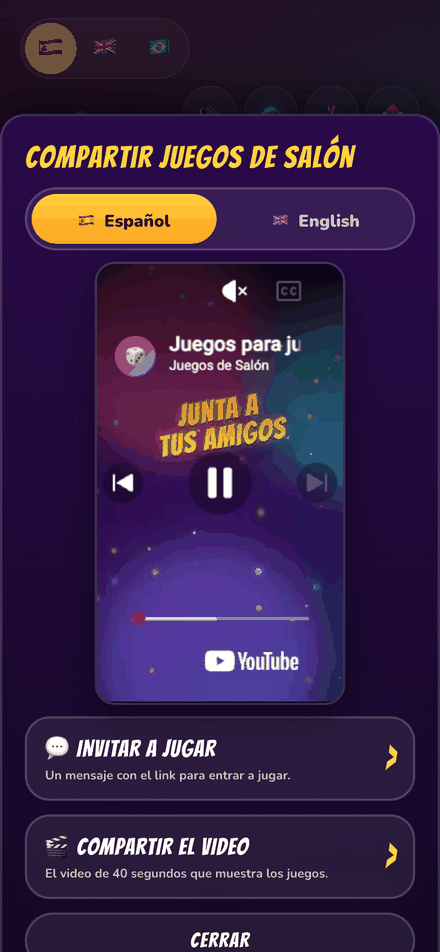 COMPARTIR JUEGOS DE SALÓN
Español
English
CC
Juegos para ju
Juegos de Salón
JUNTA A
TUS AMIGOS
YouTube
INVITAR A JUGAR
Un mensaje con el link para entrar a jugar.
COMPARTIR EL VIDEO
El video de 40 segundos que muestra los juegos.
CERRAR